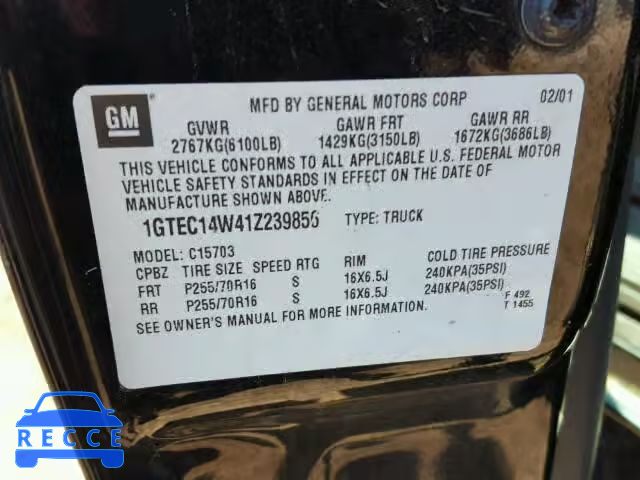 GM
MFD BY GENERAL MOTORS CORP 02/01
GVWR GAWR FRT GAWR RR
2767KG(6100LB) 1429KG(3150LB) 1672KG(3686LB)
THIS VEHICLE CONFORMS TO ALL APPLICABLE U.S. FEDERAL MOTOR
VEHICLE SAFETY STANDARDS IN EFFECT ON THE DATE OF
MANUFACTURE SHOWN ABOVE.
1GTEC14W41Z239856 TYPE: TRUCK
MODEL: C15703
CPBZ TIRE SIZE SPEED RTG RIM COLD TIRE PRESSURE
FRT P255/70R16 S 16X6.5J 240KPA(35PSI)
RR P255/70R16 S 16X6.5J 240KPA(35PSI)
SEE OWNER'S MANUAL FOR MORE INFORMATION. F 492
T 1455
RECCE